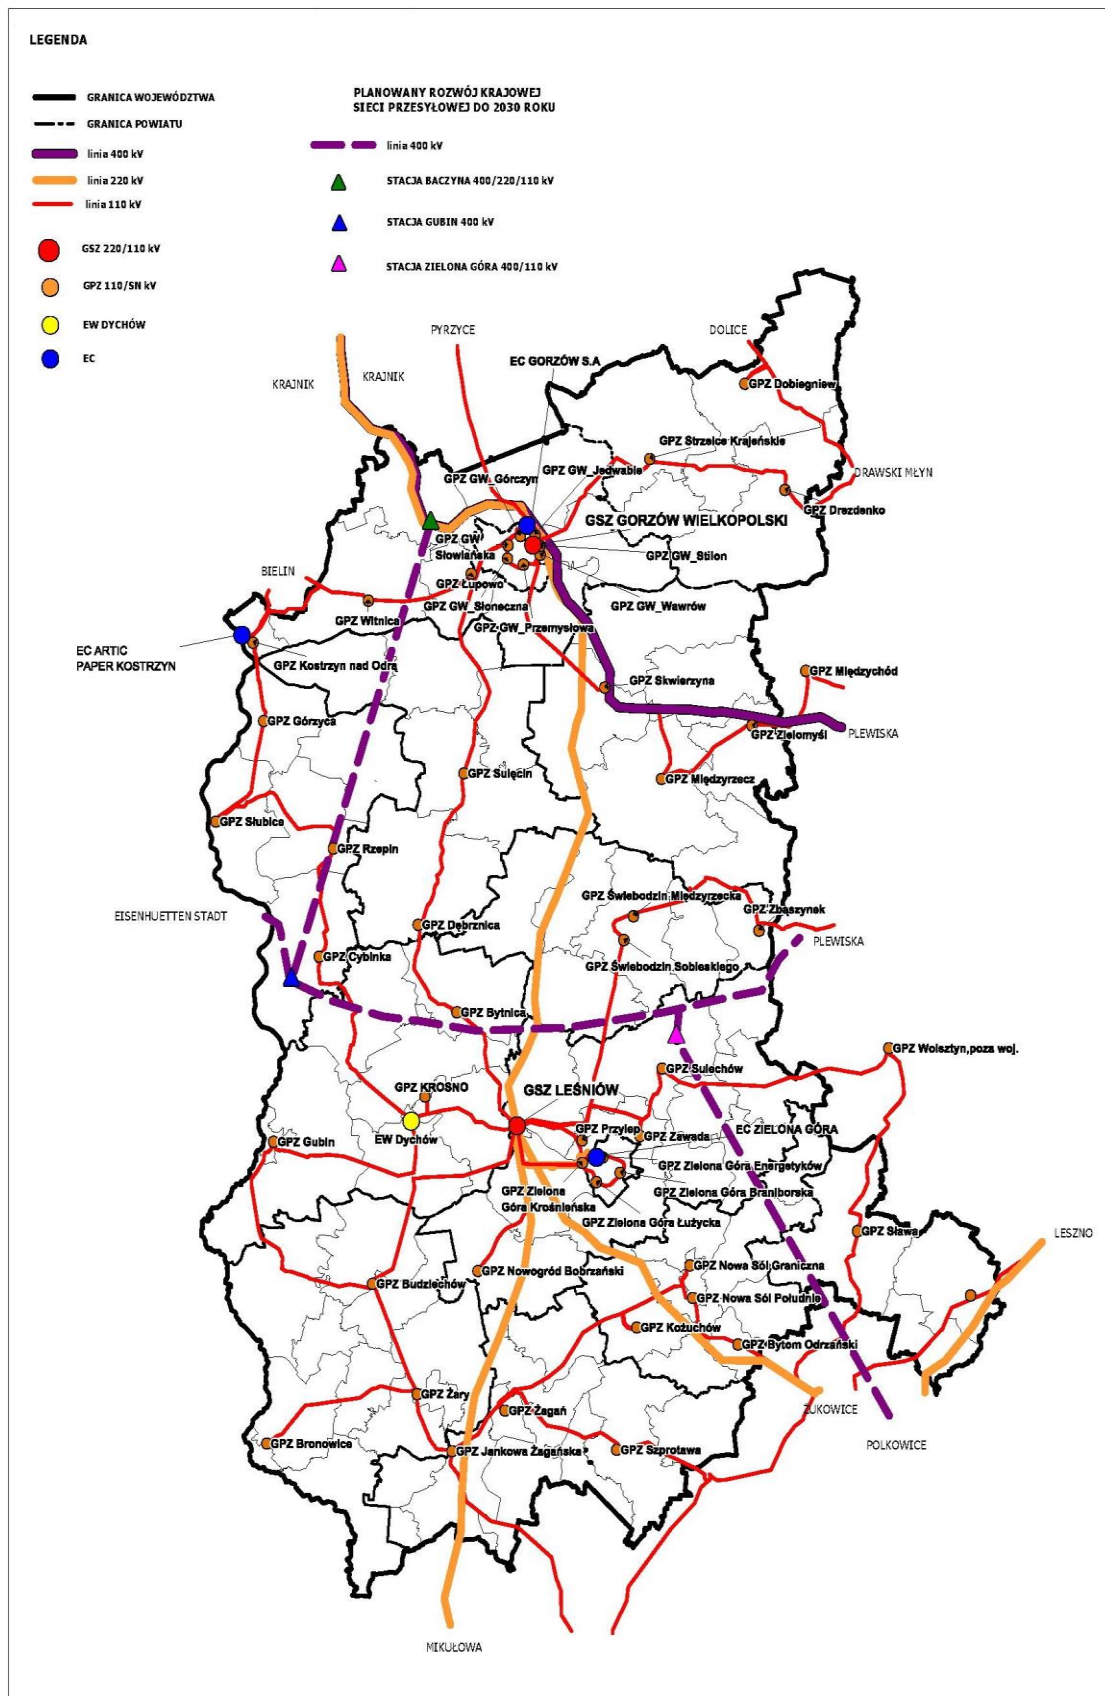 LEGENDA
GRANICA WOJEWÓDZTWA
GRANICA POWIATU
linia 400 kV
linia 220 kV
linia 110 kV
GSZ 220/110 kV
GPZ 110/SN kV
EW DYCHÓW
EC
PLANOWANY ROZWÓJ KRAJOWEJ
SIECI PRZESYŁOWEJ DO 2030 ROKU
linia 400 kV
STACJA BACZYNA 400/220/110 kV
STACJA GUBIN 400 kV
STACJA ZIELONA GÓRA 400/110 kV
PYRZYCE
DOLICE
KRAJNIK
KRAJNIK
EC GORZÓW S.A
GPZ Dobiegniew
GPZ Strzelce Krajeńskie
GPZ GW_Jedwabie
GPZ GW_Górczyn
DRAWSKI MŁYN
GPZ Drezdenko
GSZ GORZÓW WIELKOPOLSKI
GPZ GW
Słowiańska
GPZ GW_Stilon
BIELIN
GPZ Łupowo
GPZ GW_Słoneczna
GPZ GW_Wawrów
GPZ Witnica
GPZ GW_Przemysłowa
EC ARTIC
PAPER KOSTRZYN
GPZ Kostrzyn nad Odrą
GPZ Skwierzyna
GPZ Międzychód
GPZ Górzyca
GPZ Zielomyśl
PLEWISKA
GPZ Sulęcin
GPZ Międzyrzecz
GPZ Słubice
GPZ Rzepin
GPZ Świebodzin Międzyrzecka
GPZ Zbąszynek
EISENHUETTEN STADT
GPZ Dębrznica
PLEWISKA
GPZ Cybinka
GPZ Świebodzin Sobieskiego
GPZ Bytnica
GPZ Wolsztyn,poza woj.
GPZ Sulechów
GPZ KROSNO
GSZ LEŚNIÓW
GPZ Przylep
EC ZIELONA GÓRA
GPZ Zawada
EW Dychów
GPZ Gubin
GPZ Zielona Góra Energetyków
GPZ Zielona
Góra Krośnieńska
GPZ Zielona Góra Braniborska
GPZ Zielona Góra Łużycka
GPZ Sława
LESZNO
GPZ Nowogród Bobrzański
GPZ Nowa Sól Graniczna
GPZ Budziechów
GPZ Nowa Sól Południe
GPZ Kożuchów
GPZ Bytom Odrzański
GPZ Żary
GPZ Żagań
ŻUKOWICE
GPZ Bronowice
GPZ Jankowa Żagańska
GPZ Szprotawa
POLKOWICE
MIKUŁOWA